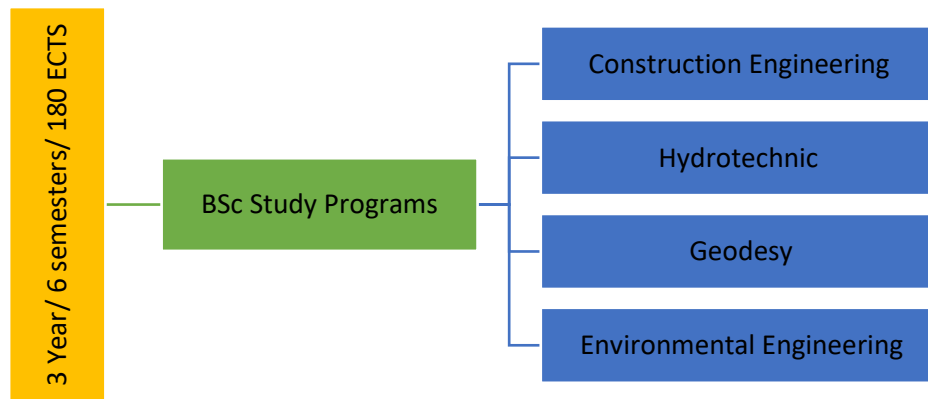 3 Year/ 6 semesters/ 180 ECTS
BSc Study Programs
Construction Engineering
Hydrotechnic
Geodesy
Environmental Engineering